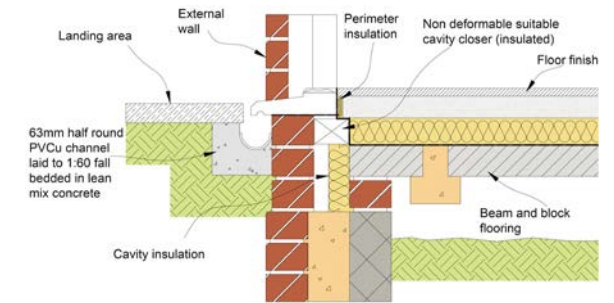 External
wall
Landing area
Perimeter
insulation
Non deformable suitable
cavity closer (insulated)
Floor finish
63mm half round
PVCu channel
laid to 1:60 fall
bedded in lean
mix concrete
Cavity insulation
Beam and block
flooring